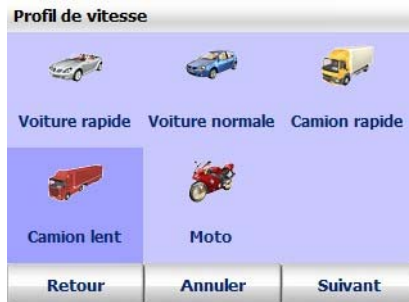 Profil de vitesse
Voiture rapide Voiture normale Camion rapide
Camion lent Moto
Retour Annuler Suivant